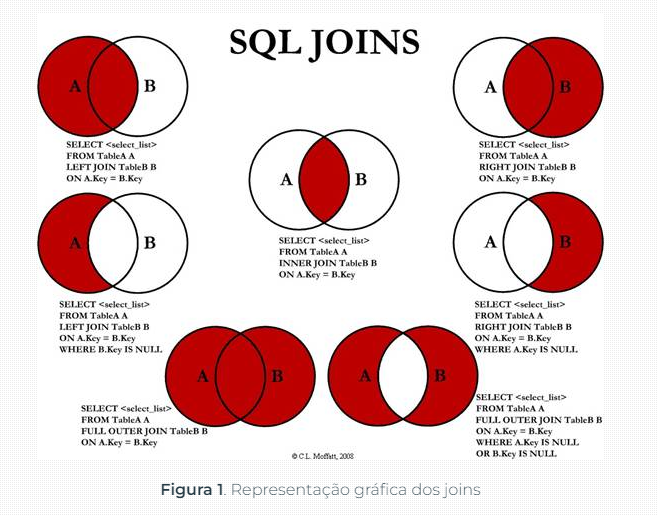 SQL JOINS
A B
SELECT <select_list>
FROM TableA A
LEFT JOIN TableB B
ON A.Key = B.Key
A B
SELECT <select_list>
FROM TableA A
RIGHT JOIN TableB B
ON A.Key = B.Key
A B
SELECT <select_list>
FROM TableA A
INNER JOIN TableB B
ON A.Key = B.Key
A B
SELECT <select_list>
FROM TableA A
LEFT JOIN TableB B
ON A.Key = B.Key
WHERE B.Key IS NULL
A B
SELECT <select_list>
FROM TableA A
RIGHT JOIN TableB B
ON A.Key = B.Key
WHERE A.Key IS NULL
A B
SELECT <select_list>
FROM TableA A
FULL OUTER JOIN TableB B
ON A.Key = B.Key
A B
SELECT <select_list>
FROM TableA A
FULL OUTER JOIN TableB B
ON A.Key = B.Key
WHERE A.Key IS NULL
OR B.Key IS NULL
© C.L. Moffatt, 2008
Figura 1. Representação gráfica dos joins